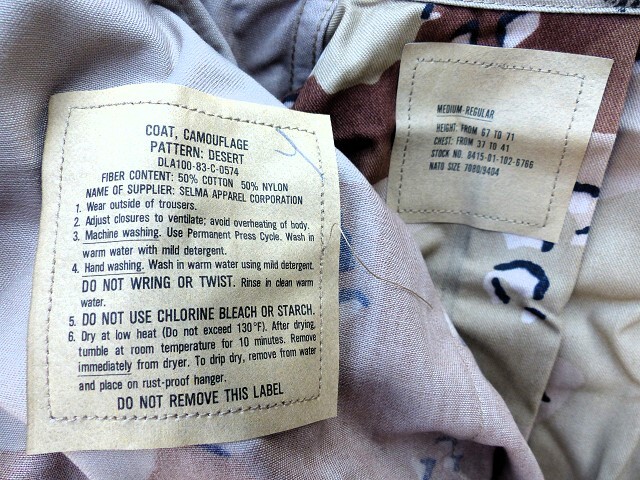 COAT, CAMOUFLAGE
PATTERN: DESERT
DLA100-83-C-0574
FIBER CONTENT: 50% COTTON 50% NYLON
NAME OF SUPPLIER: SELMA APPAREL CORPORATION
1. Wear outside of trousers.
2. Adjust closures to ventilate; avoid overheating of body.
3. Machine washing. Use Permanent Press Cycle. Wash in
warm water with mild detergent.
4. Hand washing. Wash in warm water using mild detergent.
DO NOT WRING OR TWIST. Rinse in clean warm
water.
5. DO NOT USE CHLORINE BLEACH OR STARCH.
6. Dry at low heat (Do not exceed 130°F). After drying,
tumble at room temperature for 10 minutes. Remove
immediately from dryer. To drip dry, remove from water
and place on rust-proof hanger.
DO NOT REMOVE THIS LABEL
MEDIUM-REGULAR
HEIGHT: FROM 67 TO 71
CHEST: FROM 37 TO 41
STOCK NO. 8415-01-102-6766
NATO SIZE 7080/9404